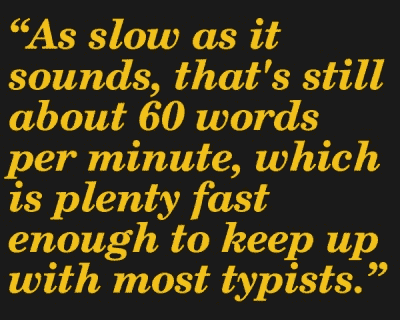 “As slow as it
sounds, that's still
about 60 words
per minute, which
is plenty fast
enough to keep up
with most typists.”